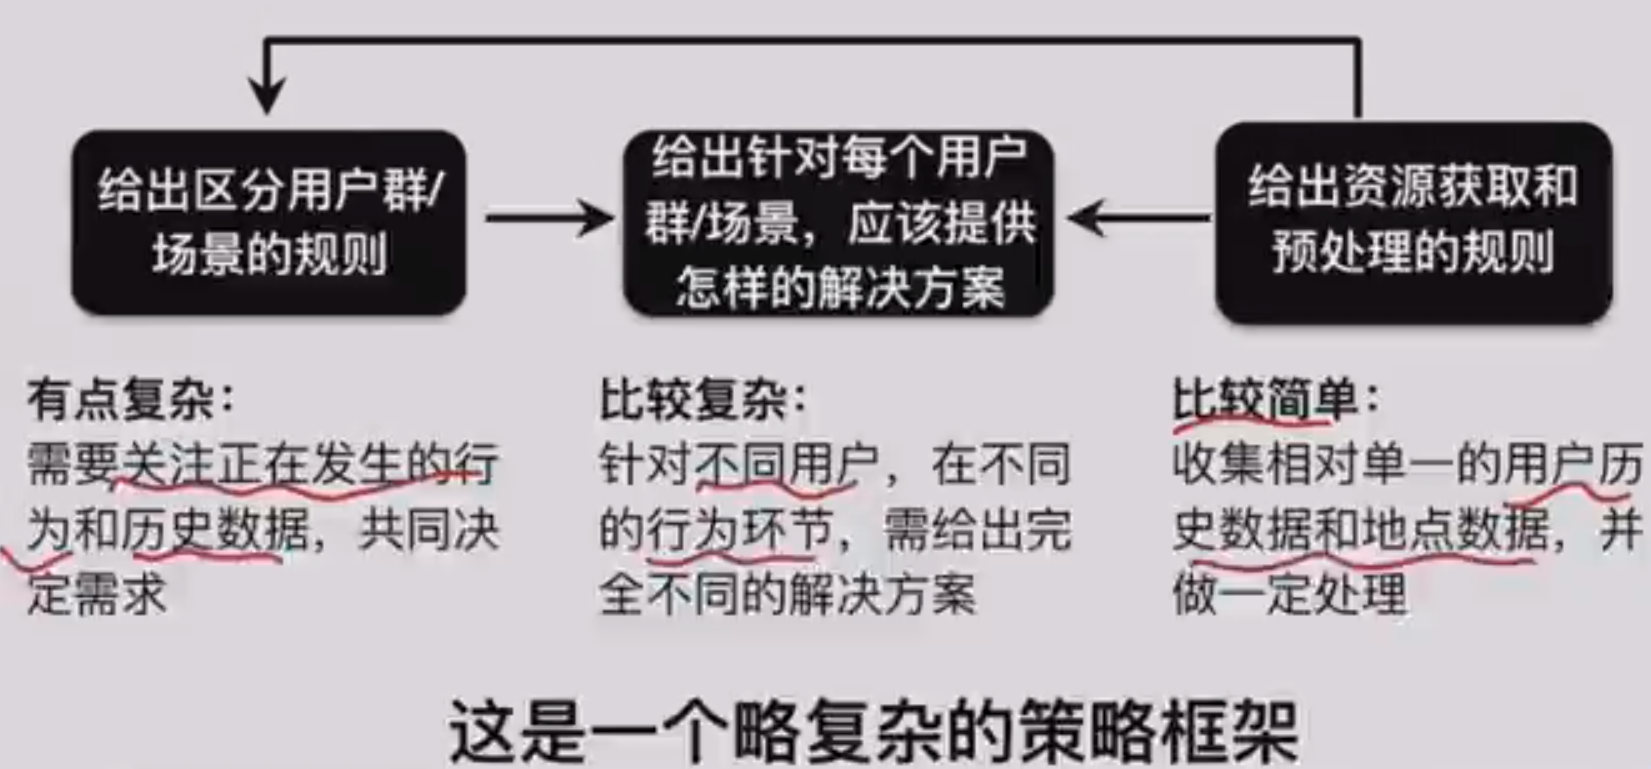 给出区分用户群/
场景的规则
给出针对每个用户
群/场景，应该提供
怎样的解决方案
给出资源获取和
预处理的规则
有点复杂：
需要关注正在发生的行
为和历史数据，共同决
定需求
比较复杂：
针对不同用户，在不同
的行为环节，需给出完
全不同的解决方案
比较简单：
收集相对单一的用户历
史数据和地点数据，并
做一定处理
这是一个略复杂的策略框架